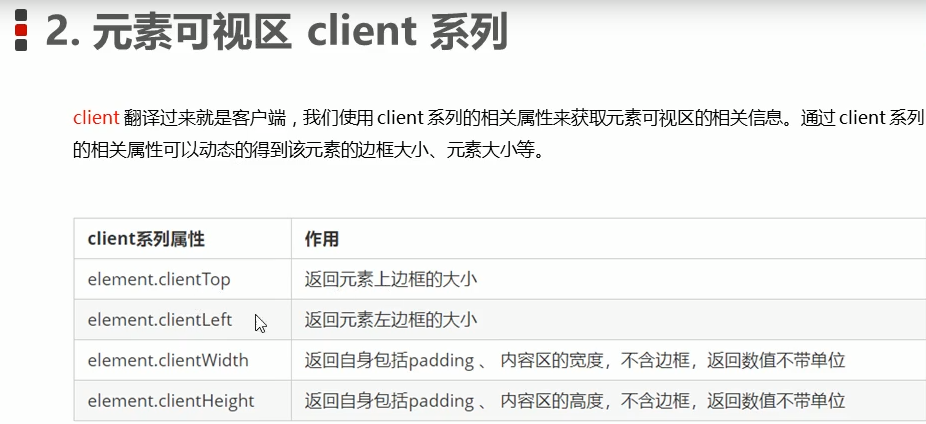 2. 元素可视区 client 系列
client 翻译过来就是客户端，我们使用 client 系列的相关属性来获取元素可视区的相关信息。通过 client 系列
的相关属性可以动态的得到该元素的边框大小、元素大小等。
client系列属性 作用
element.clientTop 返回元素上边框的大小
element.clientLeft 返回元素左边框的大小
element.clientWidth 返回自身包括padding 、 内容区的宽度，不含边框，返回数值不带单位
element.clientHeight 返回自身包括padding 、 内容区的高度，不含边框，返回数值不带单位